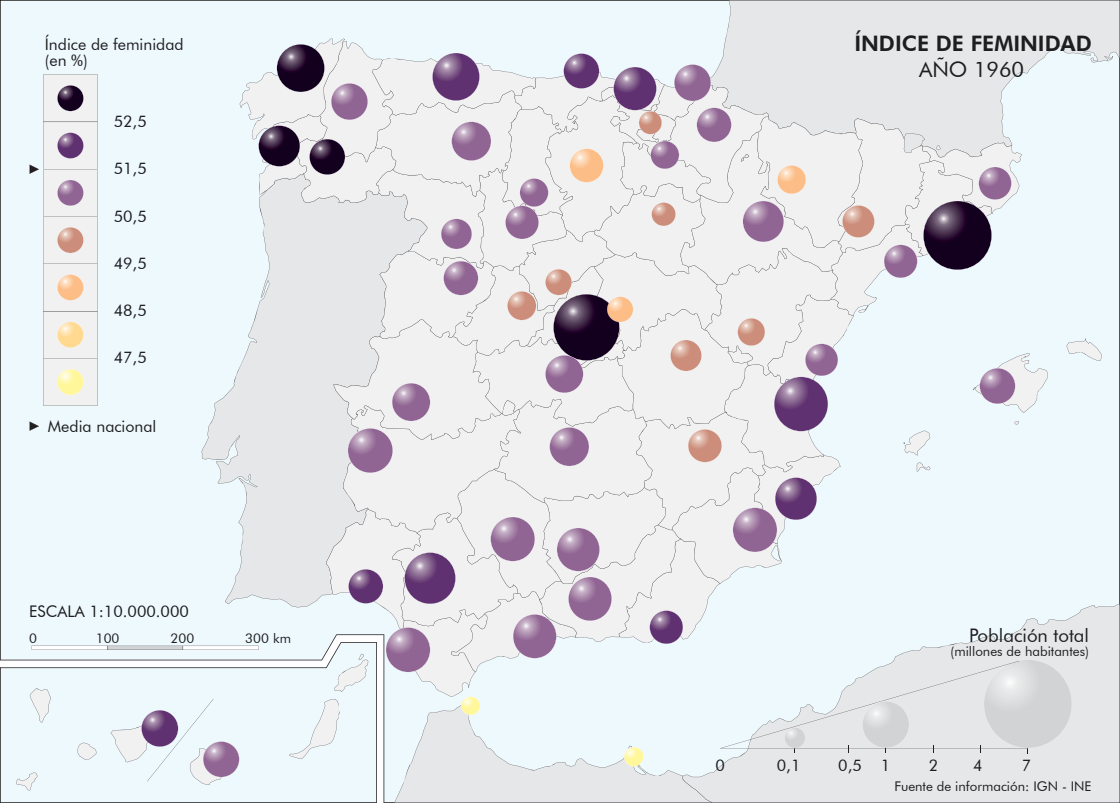 ÍNDICE DE FEMINIDAD
AÑO 1960
Índice de feminidad
(en %)
52,5
51,5
50,5
49,5
48,5
47,5
Media nacional
ESCALA 1:10.000.000
0 100 200 300 km
Población total
(millones de habitantes)
0 0,1 0,5 1 2 4 7
Fuente de información: IGN - INE